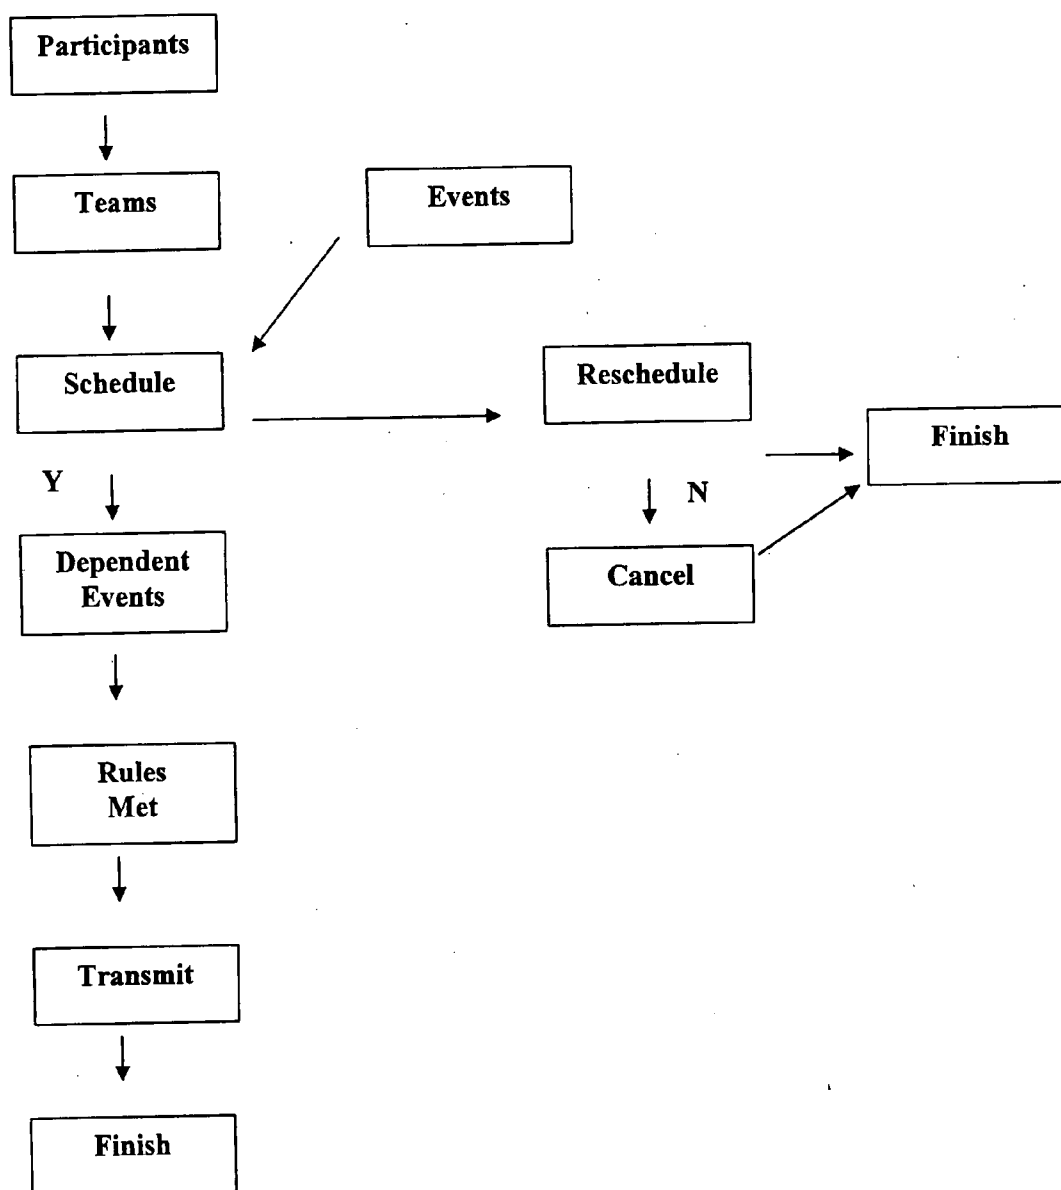 Participants
Teams
Events
Schedule
Reschedule
Finish
Y
N
Dependent
Events
Cancel
Rules
Met
Transmit
Finish